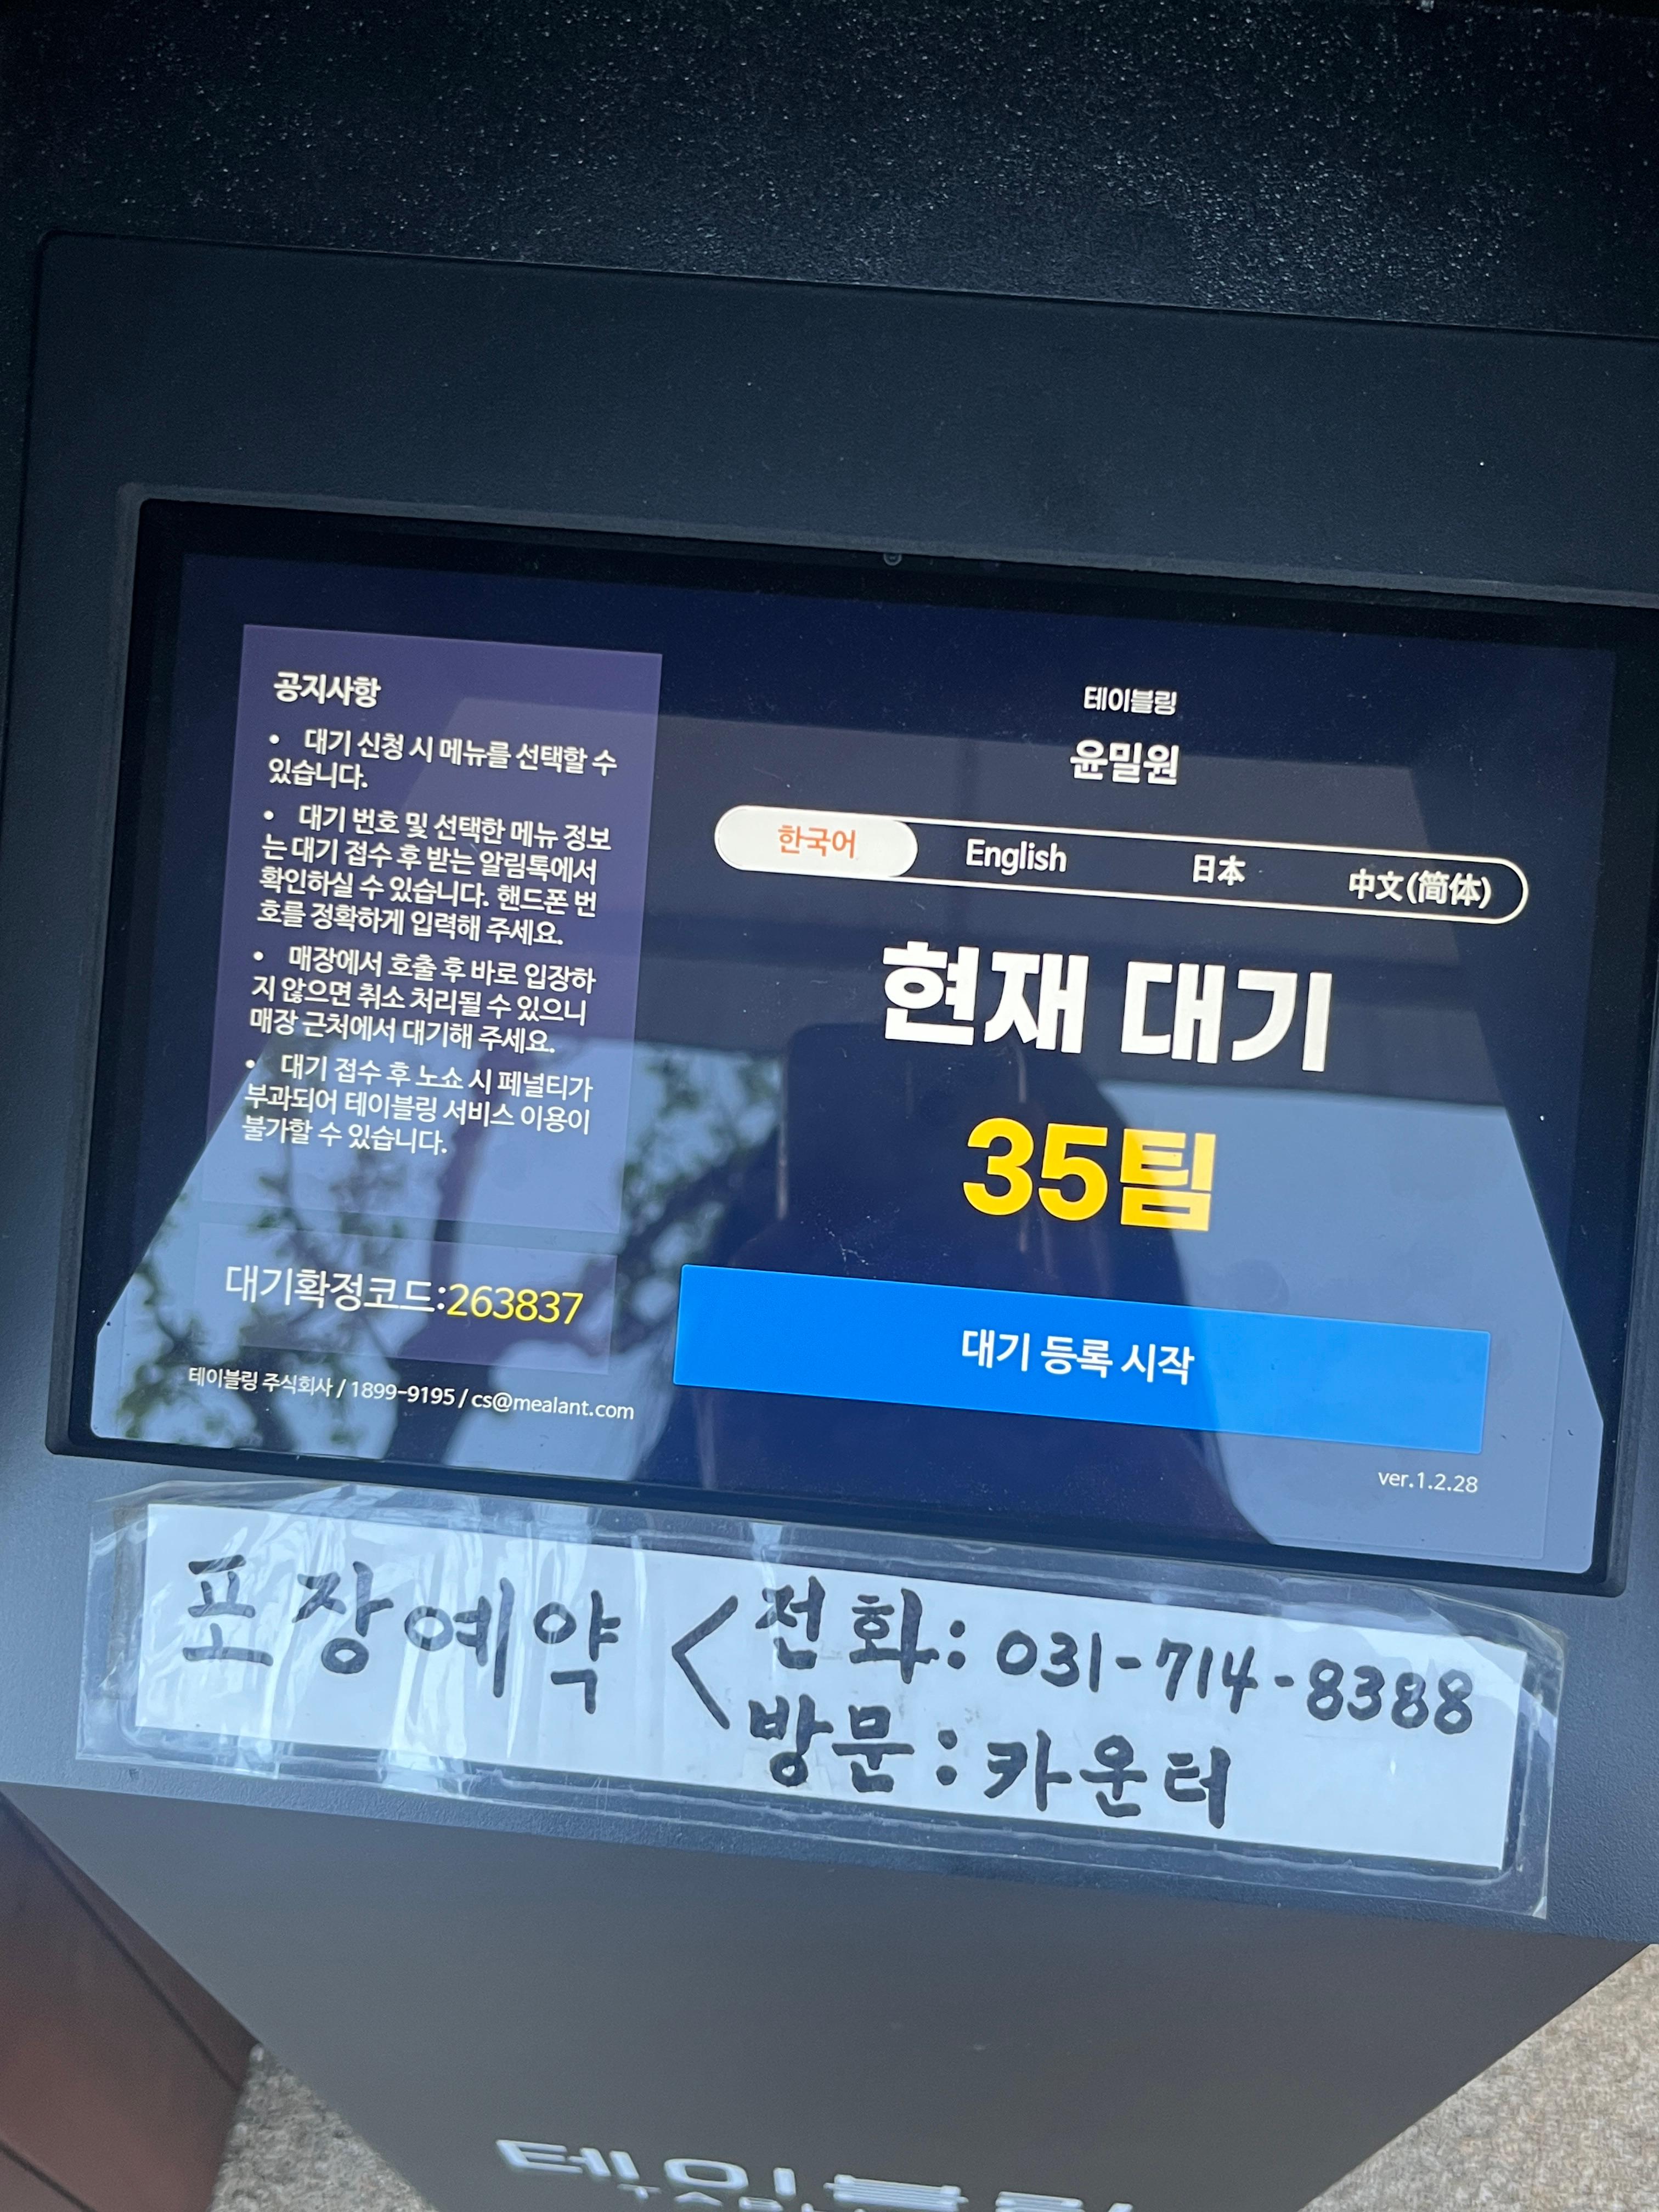 공지사항
• 대기 신청 시 메뉴를 선택할 수
있습니다.
• 대기 번호 및 선택한 메뉴 정보
는 대기 접수 후 받는 알림톡에서
확인하실 수 있습니다. 핸드폰 번
호를 정확하게 입력해 주세요.
• 매장에서 호출 후 바로 입장하
지 않으면 취소 처리될 수 있으니
매장 근처에서 대기해 주세요.
• 대기 접수 후 노쇼 시 페널티가
부과되어 테이블링 서비스 이용이
불가할 수 있습니다.
대기확정코드:263837
테이블링 주식회사 / 1899-9195 / cs@mealant.com
테이블링
윤밀원
한국어 English 日本 中文(简体)
현재 대기
35팀
대기 등록 시작
ver.1.2.28
포장예약 < 전화: 031-714-8388
방문: 카운터
테이블링